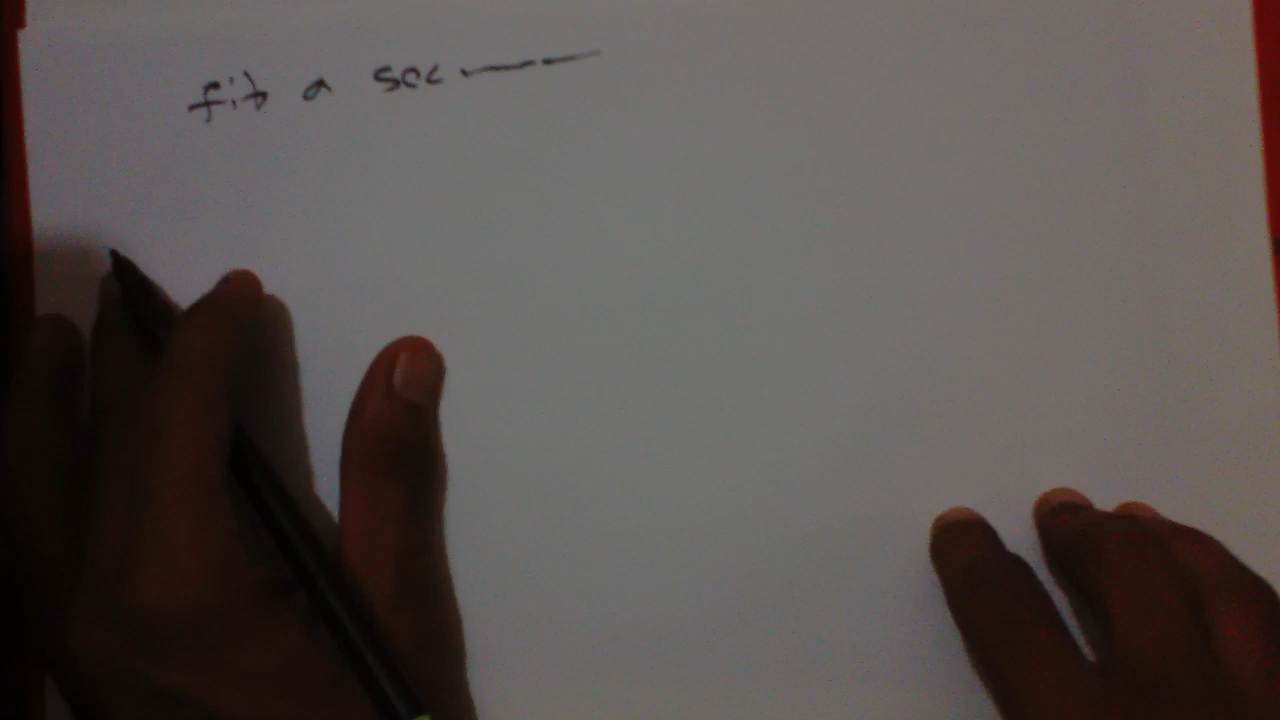 fit a sec ———